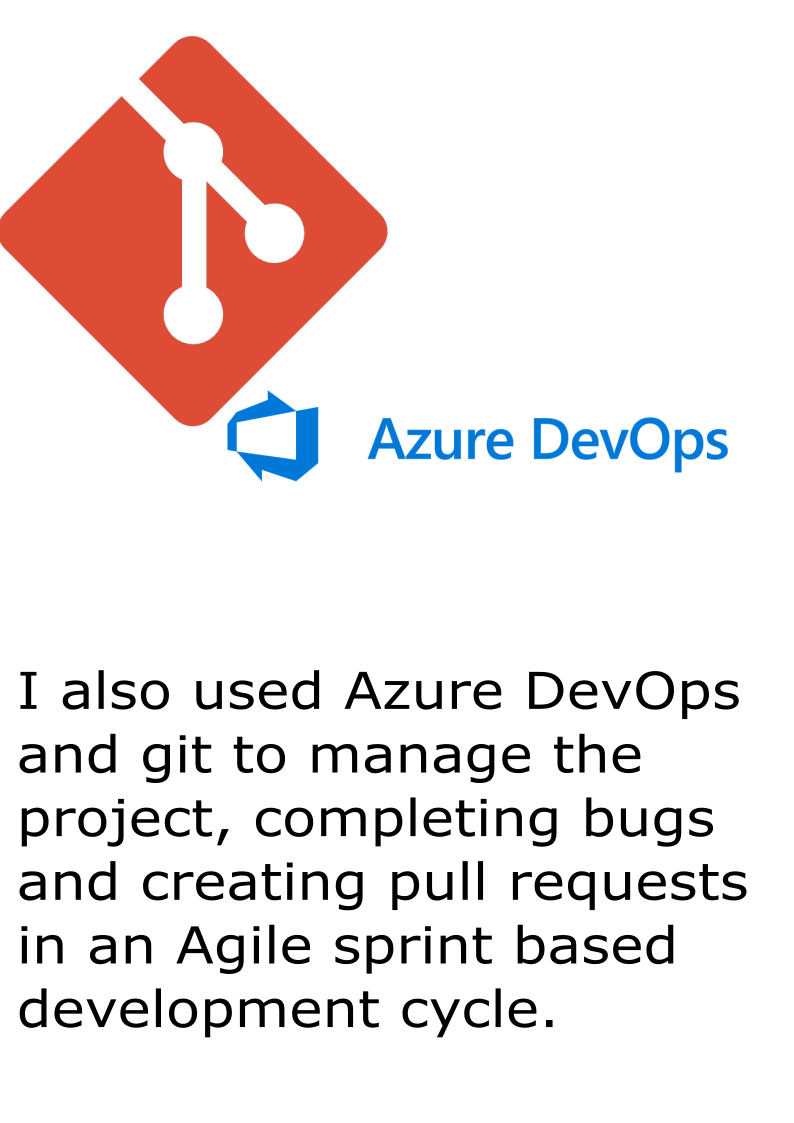 Azure DevOps
I also used Azure DevOps
and git to manage the
project, completing bugs
and creating pull requests
in an Agile sprint based
development cycle.